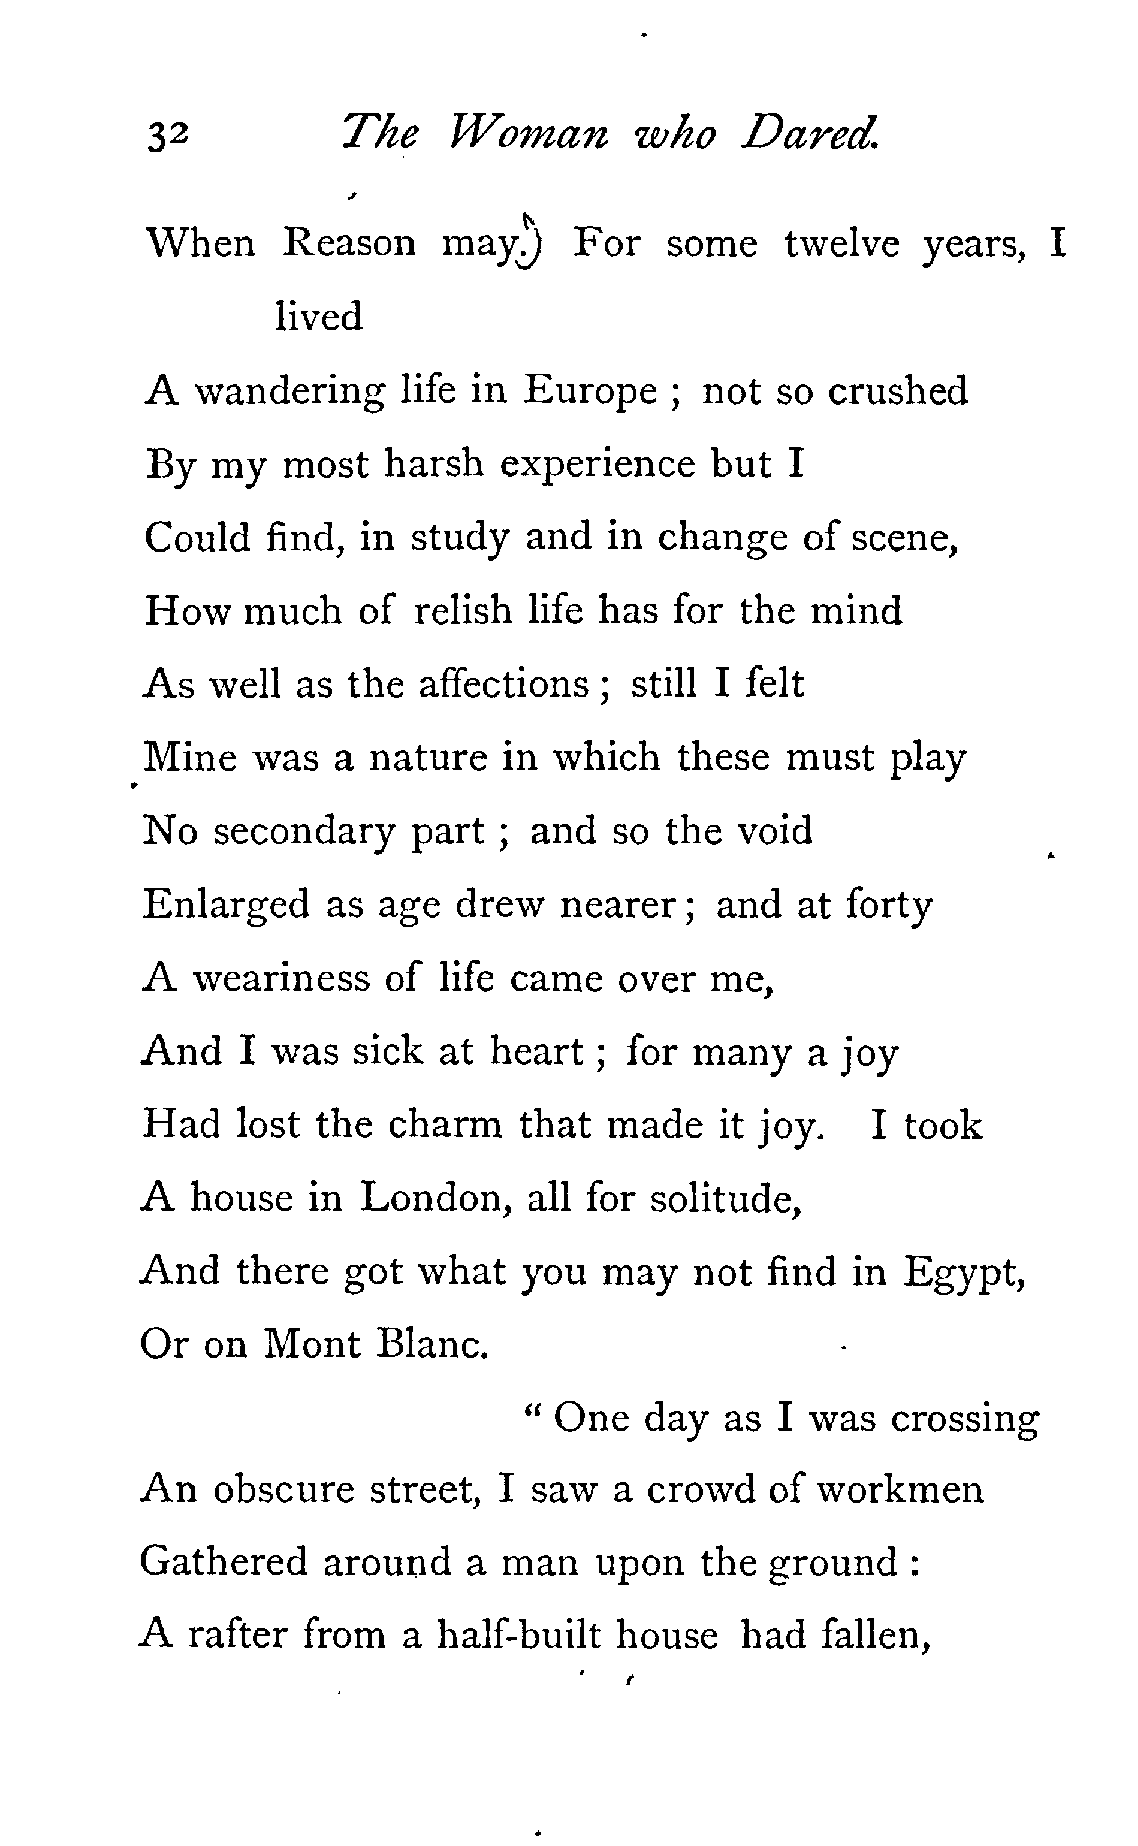 32 The Woman who Dared.
When Reason may.) For some twelve years, I
lived
A wandering life in Europe ; not so crushed
By my most harsh experience but I
Could find, in study and in change of scene,
How much of relish life has for the mind
As well as the affections ; still I felt
Mine was a nature in which these must play
No secondary part ; and so the void
Enlarged as age drew nearer ; and at forty
A weariness of life came over me,
And I was sick at heart ; for many a joy
Had lost the charm that made it joy. I took
A house in London, all for solitude,
And there got what you may not find in Egypt,
Or on Mont Blanc.
“ One day as I was crossing
An obscure street, I saw a crowd of workmen
Gathered around a man upon the ground :
A rafter from a half-built house had fallen,